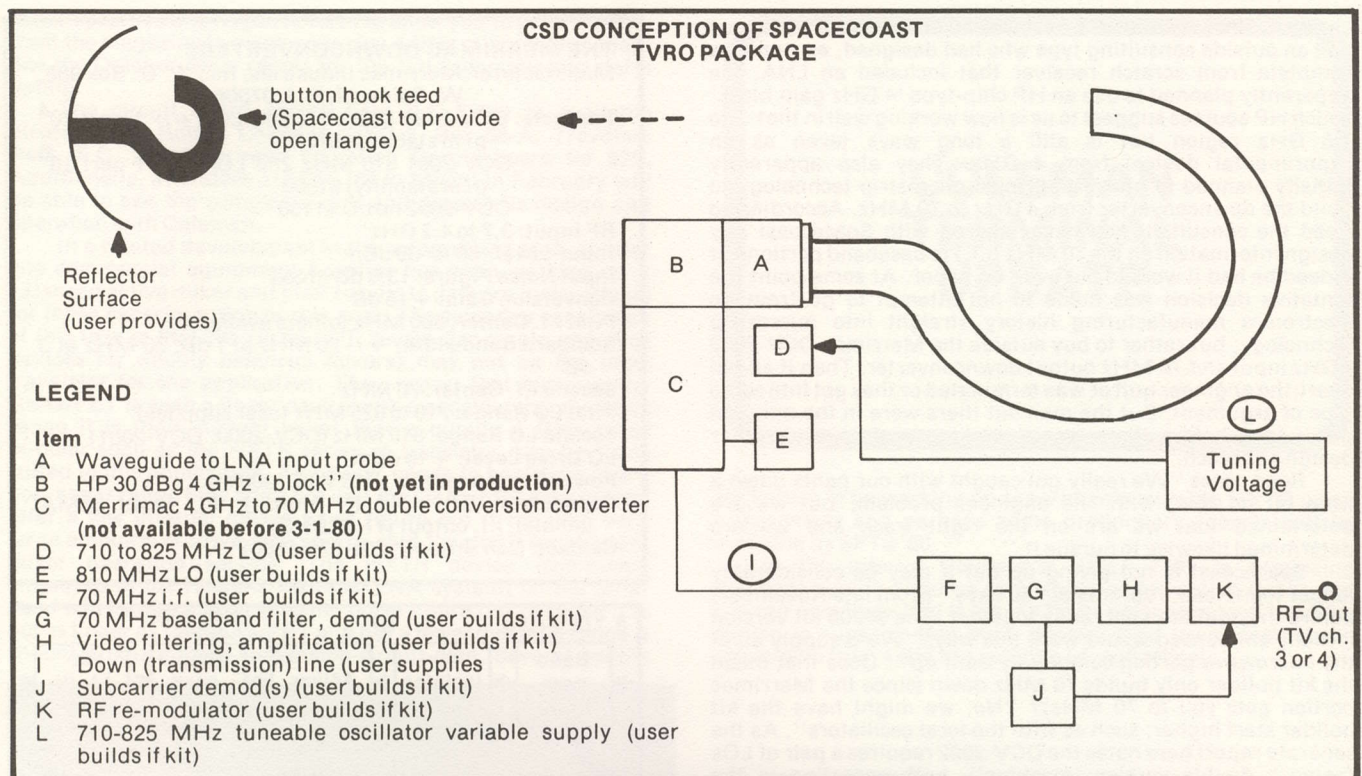 CSD CONCEPTION OF SPACECOAST
TVRO PACKAGE
button hook feed
(Spacecoast to provide
open flange)
Reflector
Surface
(user provides)
B
A
D
C
E
L
Tuning
Voltage
I
F
G
H
K
J
RF Out
(TV ch.
3 or 4)
LEGEND
Item
A Waveguide to LNA input probe
B HP 30 dBg 4 GHz "block" (not yet in production)
C Merrimac 4 GHz to 70 MHz double conversion converter
(not available before 3-1-80)
D 710 to 825 MHz LO (user builds if kit)
E 810 MHz LO (user builds if kit)
F 70 MHz i.f. (user builds if kit)
G 70 MHz baseband filter, demod (user builds if kit)
H Video filtering, amplification (user builds if kit)
I Down (transmission) line (user supplies
J Subcarrier demod(s) (user builds if kit)
K RF re-modulator (user builds if kit)
L 710-825 MHz tuneable oscillator variable supply (user
builds if kit)